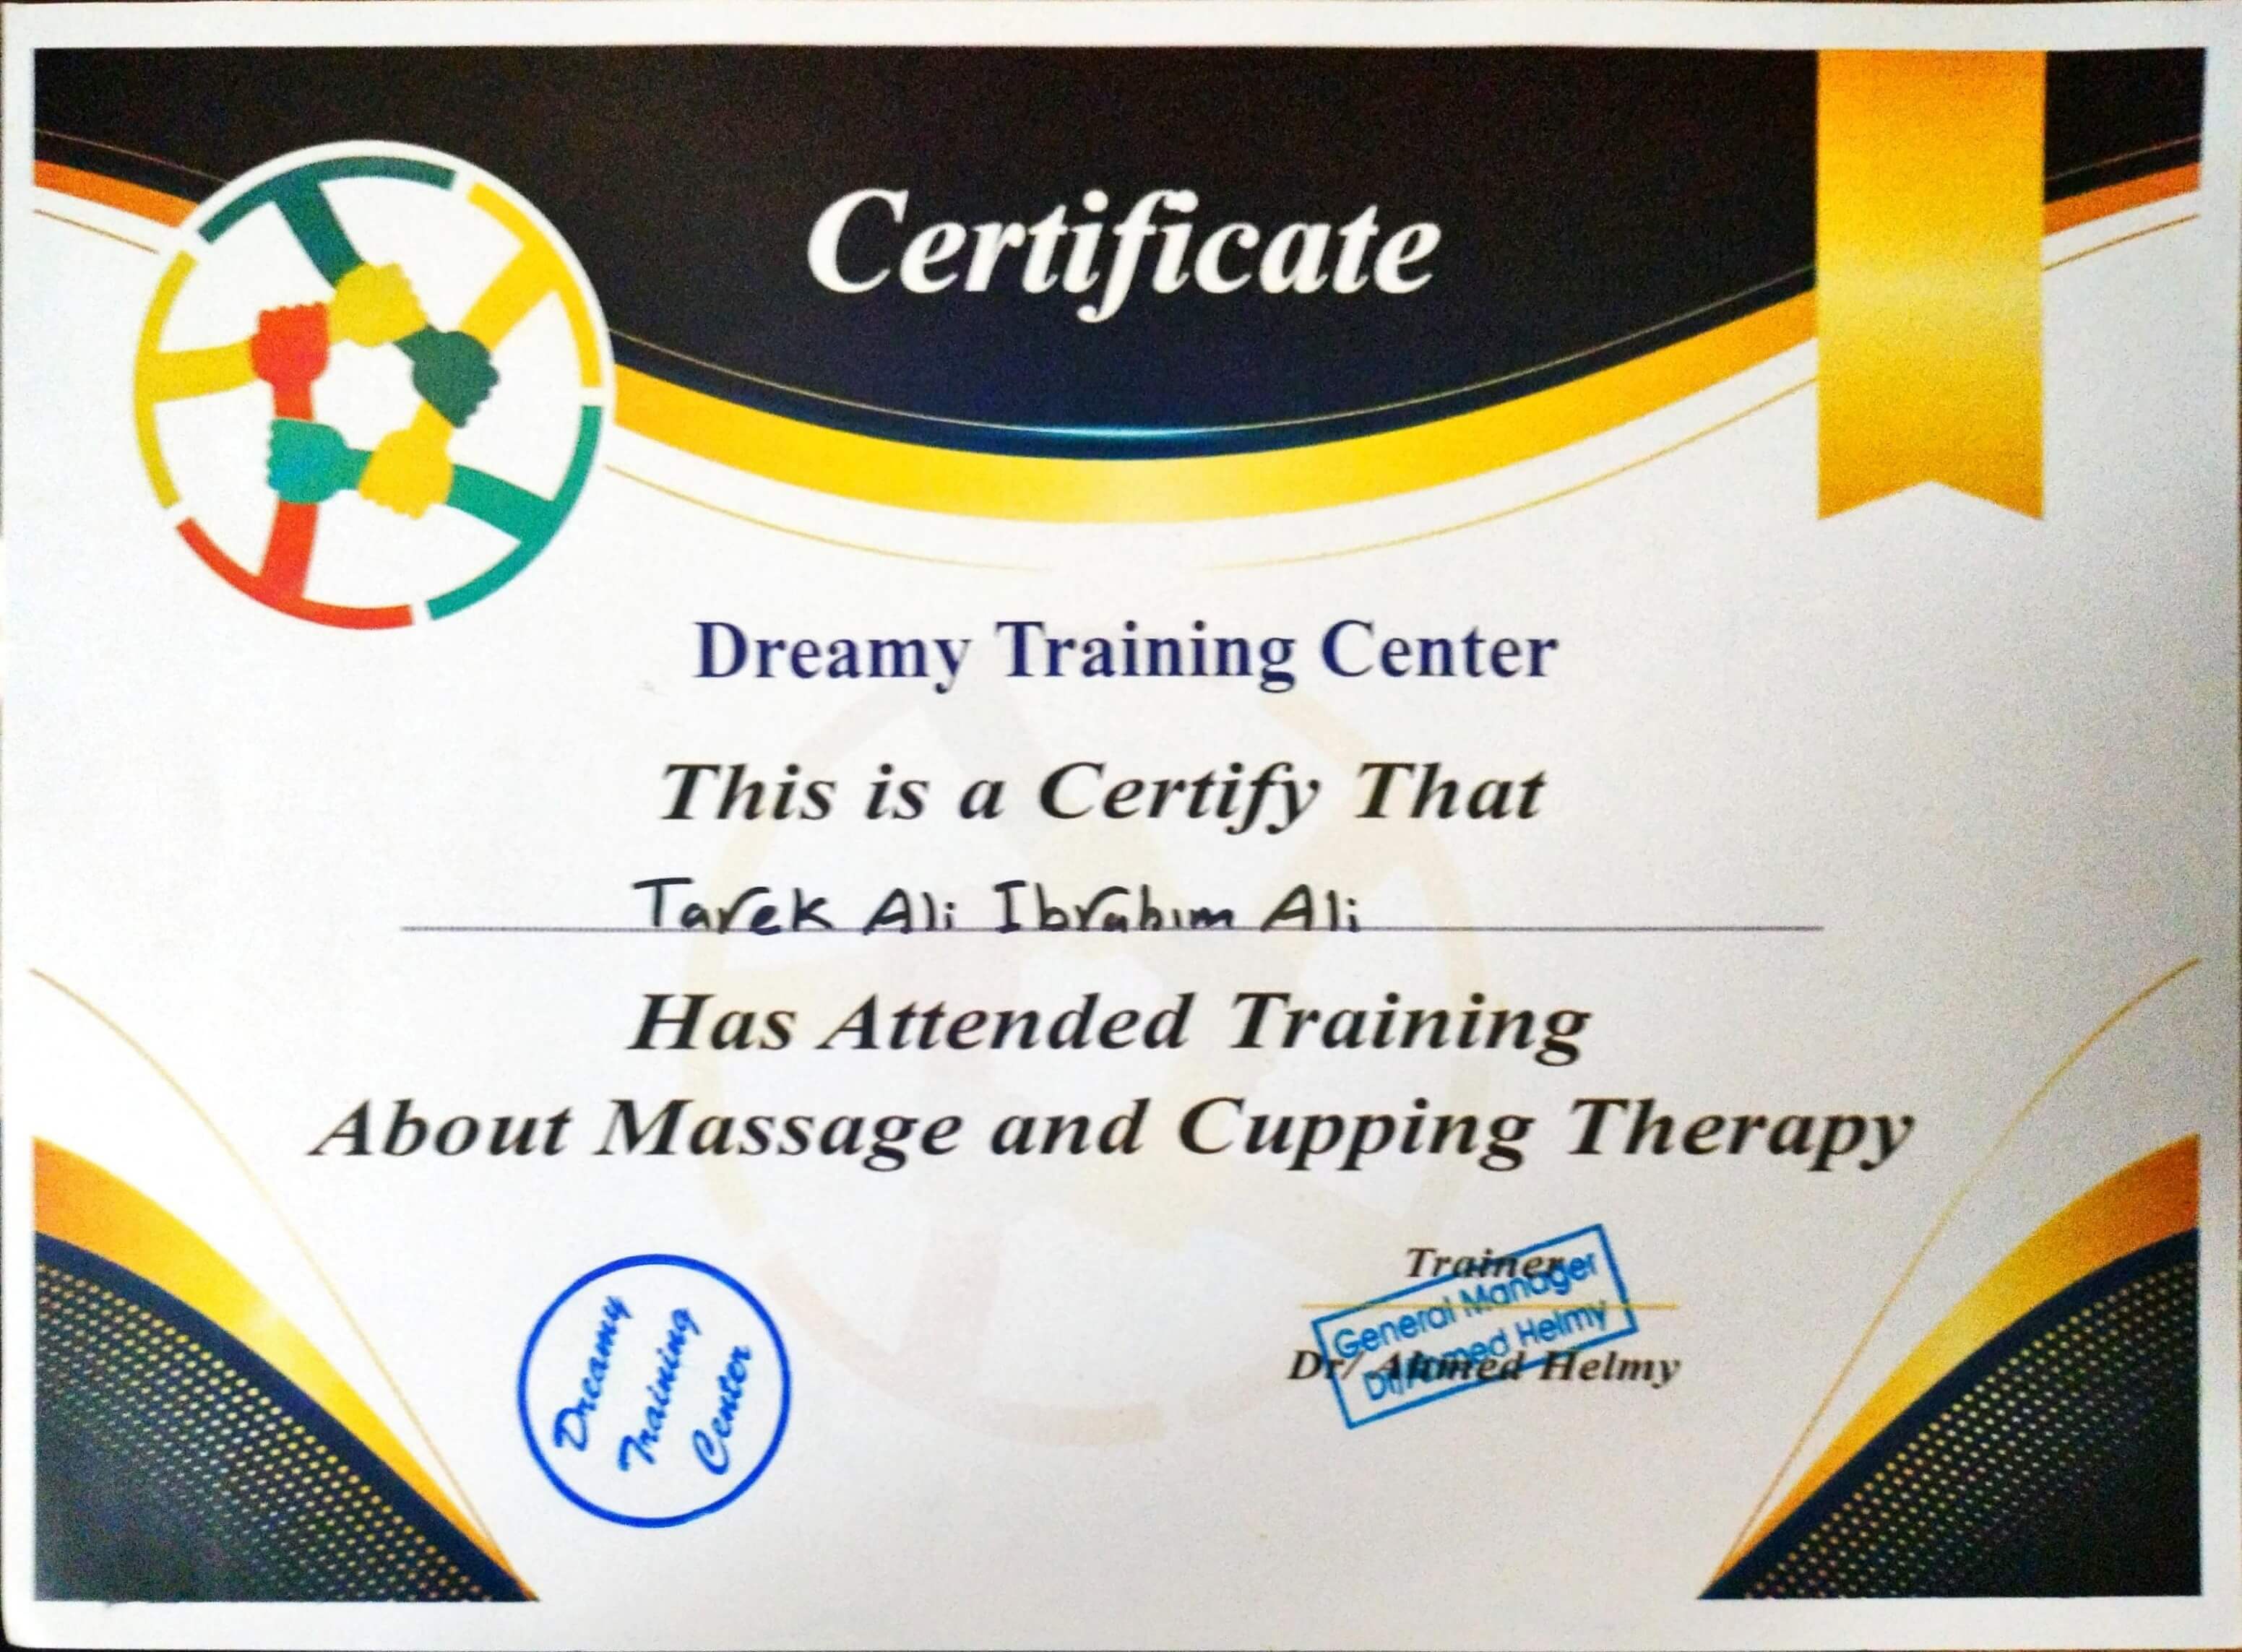 Certificate
Dreamy Training Center
This is a Certify That
Tarek Ali Ibrahim Ali
Has Attended Training
About Massage and Cupping Therapy
Dreamy
Training
Center
Trainer
General Manager
Dr/Ahmed Helmy
Dr/ Ahmed Helmy